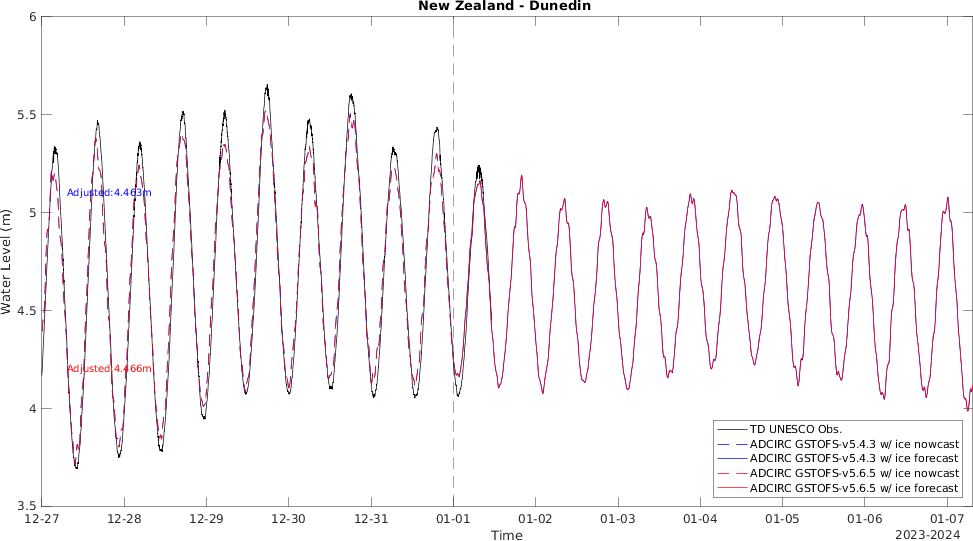 New Zealand - Dunedin
6
5.5
5
4.5
4
3.5
Water Level (m)
Adjusted:4.463m
Adjusted:4.466m
TD UNESCO Obs.
ADCIRC GSTOFS-v5.4.3 w/ ice nowcast
ADCIRC GSTOFS-v5.4.3 w/ ice forecast
ADCIRC GSTOFS-v5.6.5 w/ ice nowcast
ADCIRC GSTOFS-v5.6.5 w/ ice forecast
12-27 12-28 12-29 12-30 12-31 01-01 01-02 01-03 01-04 01-05 01-06 01-07
Time
2023-2024